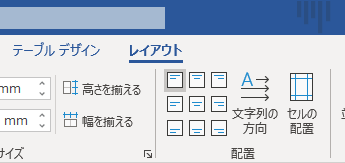 テーブル デザイン レイアウト
mm 高さを揃える
mm 幅を揃える
文字列の方向
セルの配置
サイズ 配置